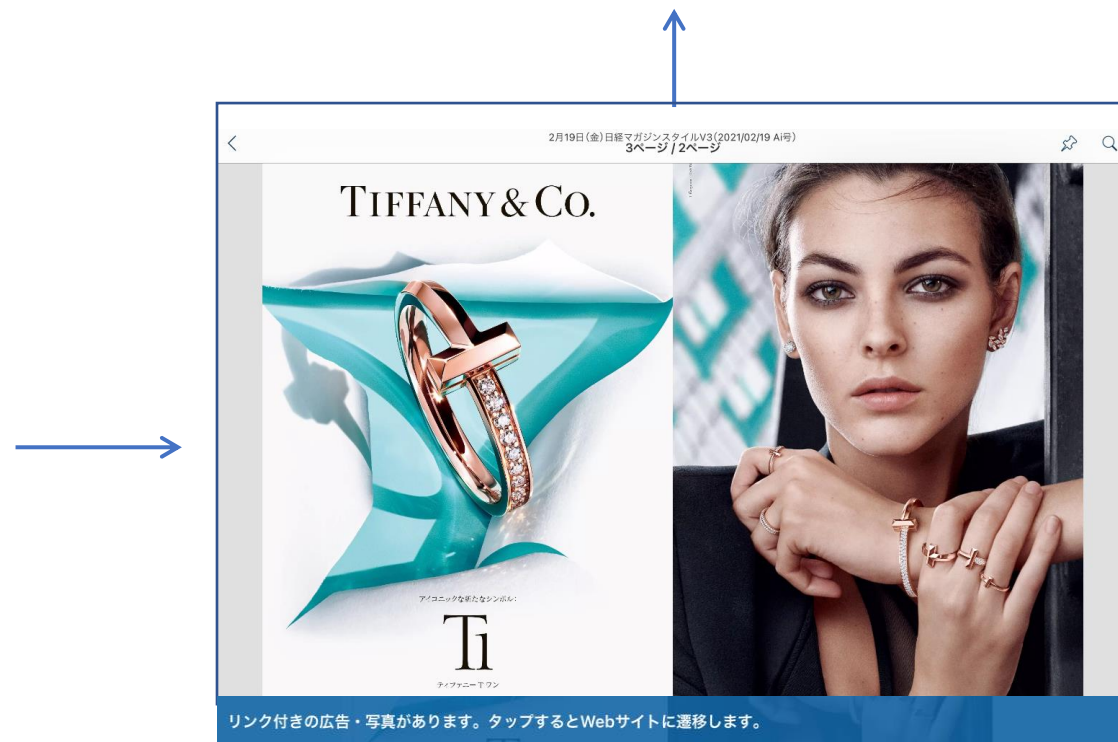 2月19日(金)日経マガジンスタイルV3(2021/02/19 Ai号)
3ページ / 2ページ
TIFFANY & CO.
アイコニックな新たなシンボル:
T1
ティファニー T ワン
リンク付きの広告・写真があります。タップするとWebサイトに遷移します。